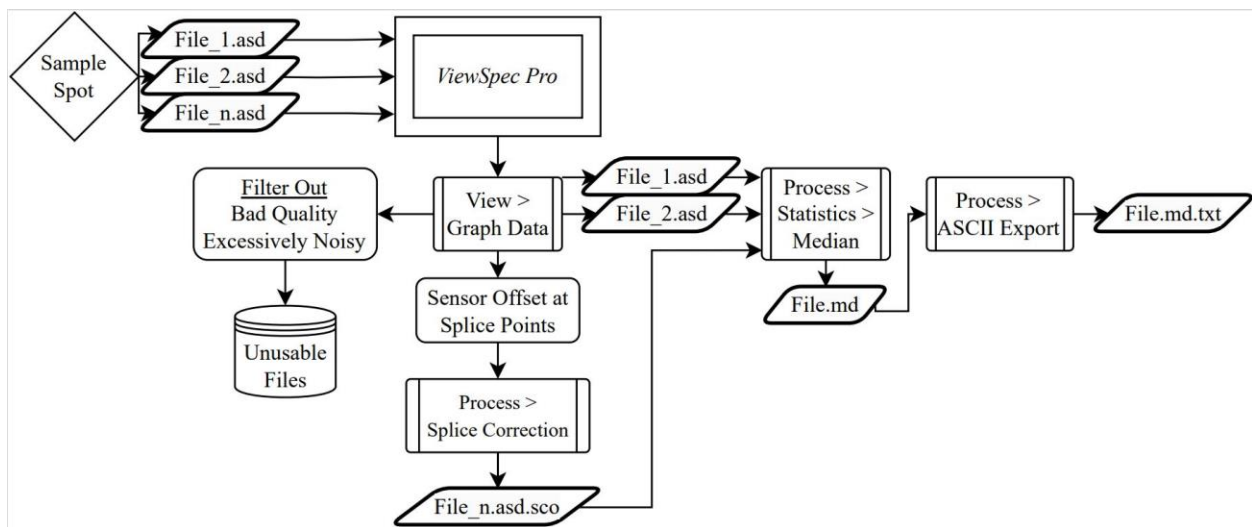 Sample
Spot
File_1.asd
File_2.asd
File_n.asd
ViewSpec Pro
Filter Out
Bad Quality
Excessively Noisy
View >
Graph Data
File_1.asd
File_2.asd
Process >
Statistics >
Median
Process >
ASCII Export
File.md.txt
File.md
Unusable
Files
Sensor Offset at
Splice Points
Process >
Splice Correction
File_n.asd.sco